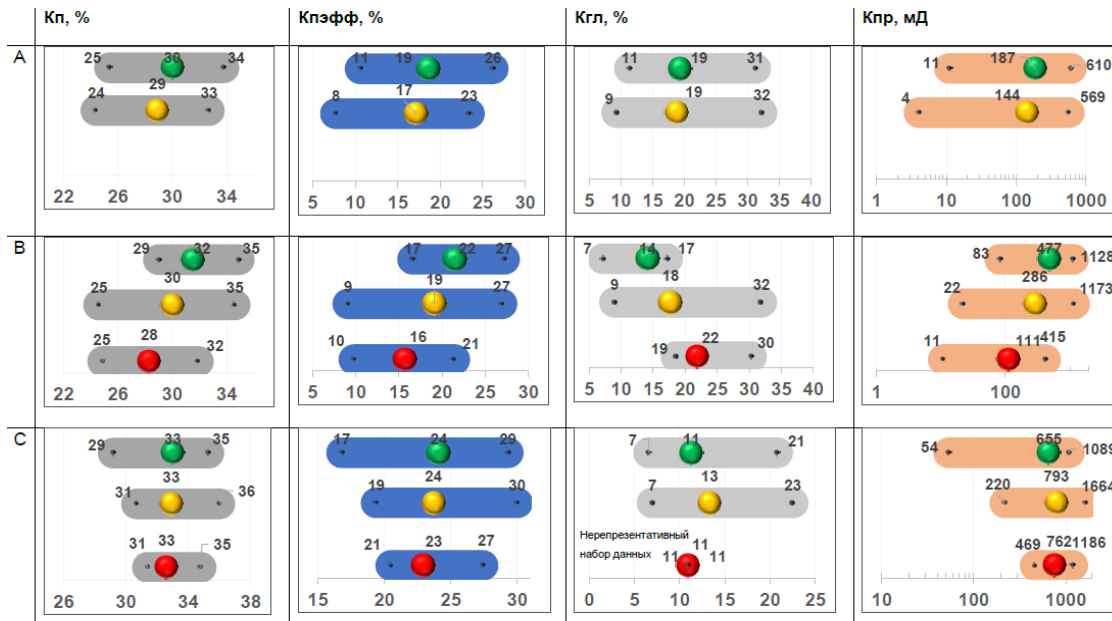 Кп, % Кпэфф, % Кгл, % Кпр, мД
A
25 30 34
29
24 33
22 26 30 34
11 19 26
17
8 23
5 10 15 20 25 30
11 19 31
19
9 32
5 10 15 20 25 30 35 40
11 187 610
144
4 569
1 10 100 1000
B
29 32 35
30
25 35
28
25 32
22 26 30 34
17 22 27
19
9 27
16
10 21
5 10 15 20 25 30
7 14 17
18
9 32
22
19 30
5 10 15 20 25 30 35 40
83 477 1128
286
22 1173
11 111 415
1 100
C
29 33 35
33
31 36
33
31 35
26 30 34 38
17 24 29
24
19 30
23
21 27
15 20 25 30
7 11 21
13
7 23
Нерепрезентативный
набор данных
11
11 11
0 5 10 15 20 25
54 655 1089
793
220 1664
469 762 1186
10 100 1000